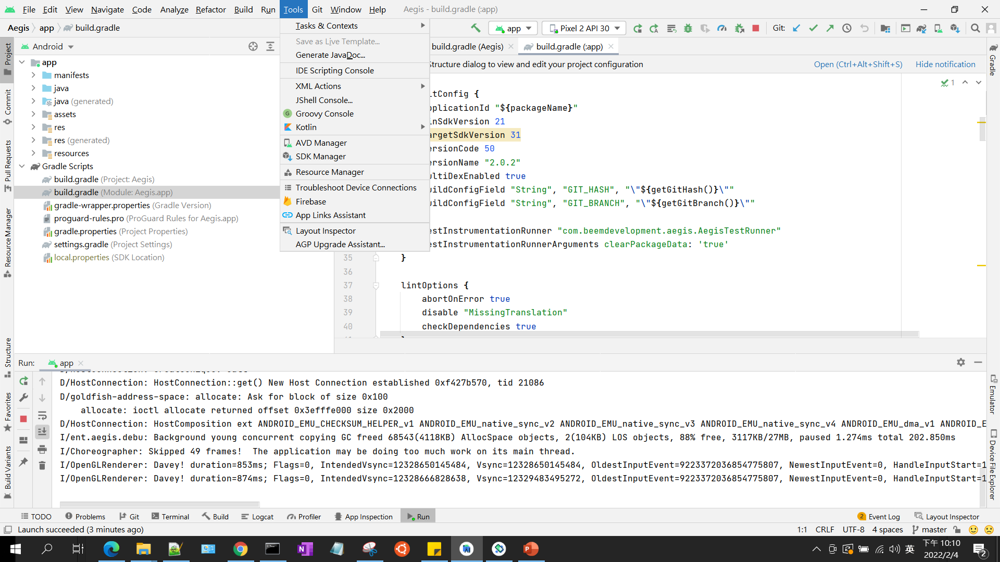 File Edit View Navigate Code Analyze Refactor Build Run Tools Git Window Help Aegis - build.gradle (:app)
Aegis app build.gradle app Pixel 2 API 30 Git:
Android
app
manifests
java
java (generated)
assets
res
res (generated)
resources
Gradle Scripts
build.gradle (Project: Aegis)
build.gradle (Module: Aegis.app)
gradle-wrapper.properties (Gradle Version)
proguard-rules.pro (ProGuard Rules for Aegis.app)
gradle.properties (Project Properties)
settings.gradle (Project Settings)
local.properties (SDK Location)
Tasks & Contexts
Save as Live Template...
Generate JavaDoc...
IDE Scripting Console
XML Actions
JShell Console...
Groovy Console
Kotlin
AVD Manager
SDK Manager
Resource Manager
Troubleshoot Device Connections
Firebase
App Links Assistant
Layout Inspector
AGP Upgrade Assistant...
build.gradle (Aegis) build.gradle (:app)
Structure dialog to view and edit your project configuration Open (Ctrl+Alt+Shift+S) Hide notification
1
ltConfig {
pplicationId "${packageName}"
inSdkVersion 21
argetSdkVersion 31
ersionCode 50
ersionName "2.0.2"
ultiDexEnabled true
uildConfigField "String", "GIT_HASH", "\"${getGitHash()}\""
uildConfigField "String", "GIT_BRANCH", "\"${getGitBranch()}\""
estInstrumentationRunner "com.beemdevelopment.aegis.AegisTestRunner"
estInstrumentationRunnerArguments clearPackageData: 'true'
35 }
36
37 lintOptions {
38 abortOnError true
39 disable "MissingTranslation"
40 checkDependencies true
Project
Commit
Pull Requests
Resource Manager
Structure
Favorites
Build Variants
Gradle
Emulator
Device File Explorer
Run: app
D/HostConnection: HostConnection::get() New Host Connection established 0xf427b570, tid 21086
D/goldfish-address-space: allocate: Ask for block of size 0x100
allocate: ioctl allocate returned offset 0x3efffe000 size 0x2000
D/HostConnection: HostComposition ext ANDROID_EMU_CHECKSUM_HELPER_v1 ANDROID_EMU_native_sync_v2 ANDROID_EMU_native_sync_v3 ANDROID_EMU_native_sync_v4 ANDROID_EMU_dma_v1 ANDROID_E
I/ent.aegis.debu: Background young concurrent copying GC freed 68543(4118KB) AllocSpace objects, 2(104KB) LOS objects, 88% free, 3117KB/27MB, paused 1.274ms total 202.850ms
I/Choreographer: Skipped 49 frames!  The application may be doing too much work on its main thread.
I/OpenGLRenderer: Davey! duration=853ms; Flags=0, IntendedVsync=12328650145484, Vsync=12328650145484, OldestInputEvent=9223372036854775807, NewestInputEvent=0, HandleInputStart=1
I/OpenGLRenderer: Davey! duration=874ms; Flags=0, IntendedVsync=12328666828638, Vsync=12329483495272, OldestInputEvent=9223372036854775807, NewestInputEvent=0, HandleInputStart=1
TODO Problems Git Terminal Build Logcat Profiler App Inspection Run 2 Event Log Layout Inspector
Launch succeeded (3 minutes ago) 1:1 CRLF UTF-8 4 spaces master
英 下午 10:10
2022/2/4
2